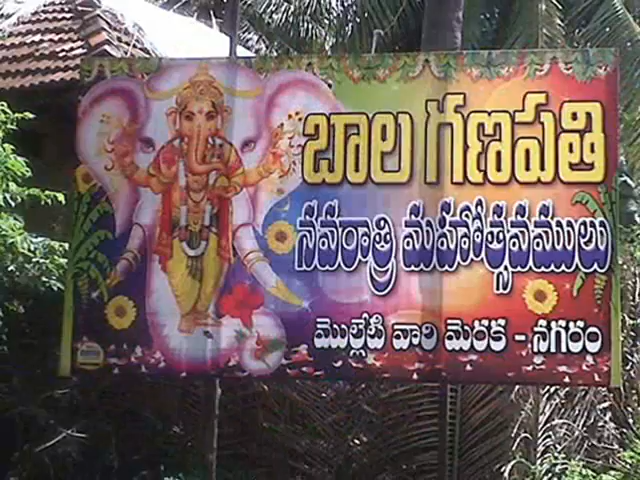 బాల గణపతి
నవరాత్రి మహోత్సవములు
మొల్లేటి వారి మెరక - నగరం